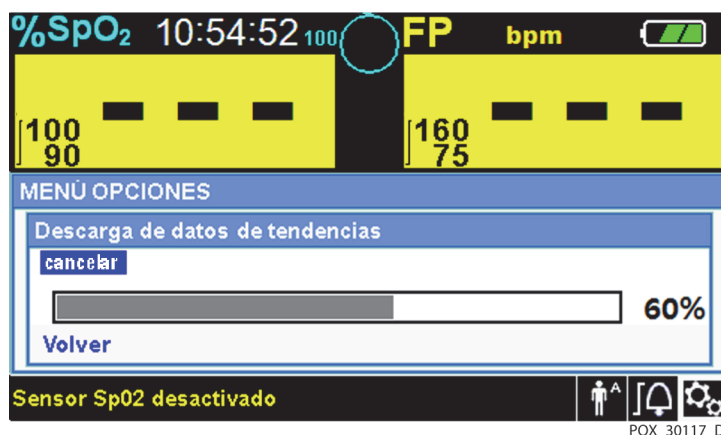 %SpO₂ 10:54:52 100 FP bpm
--- ---
100 160
90 75
MENÚ OPCIONES
Descarga de datos de tendencias
cancelar
60%
Volver
Sensor Sp02 desactivado A
POX_30117_D